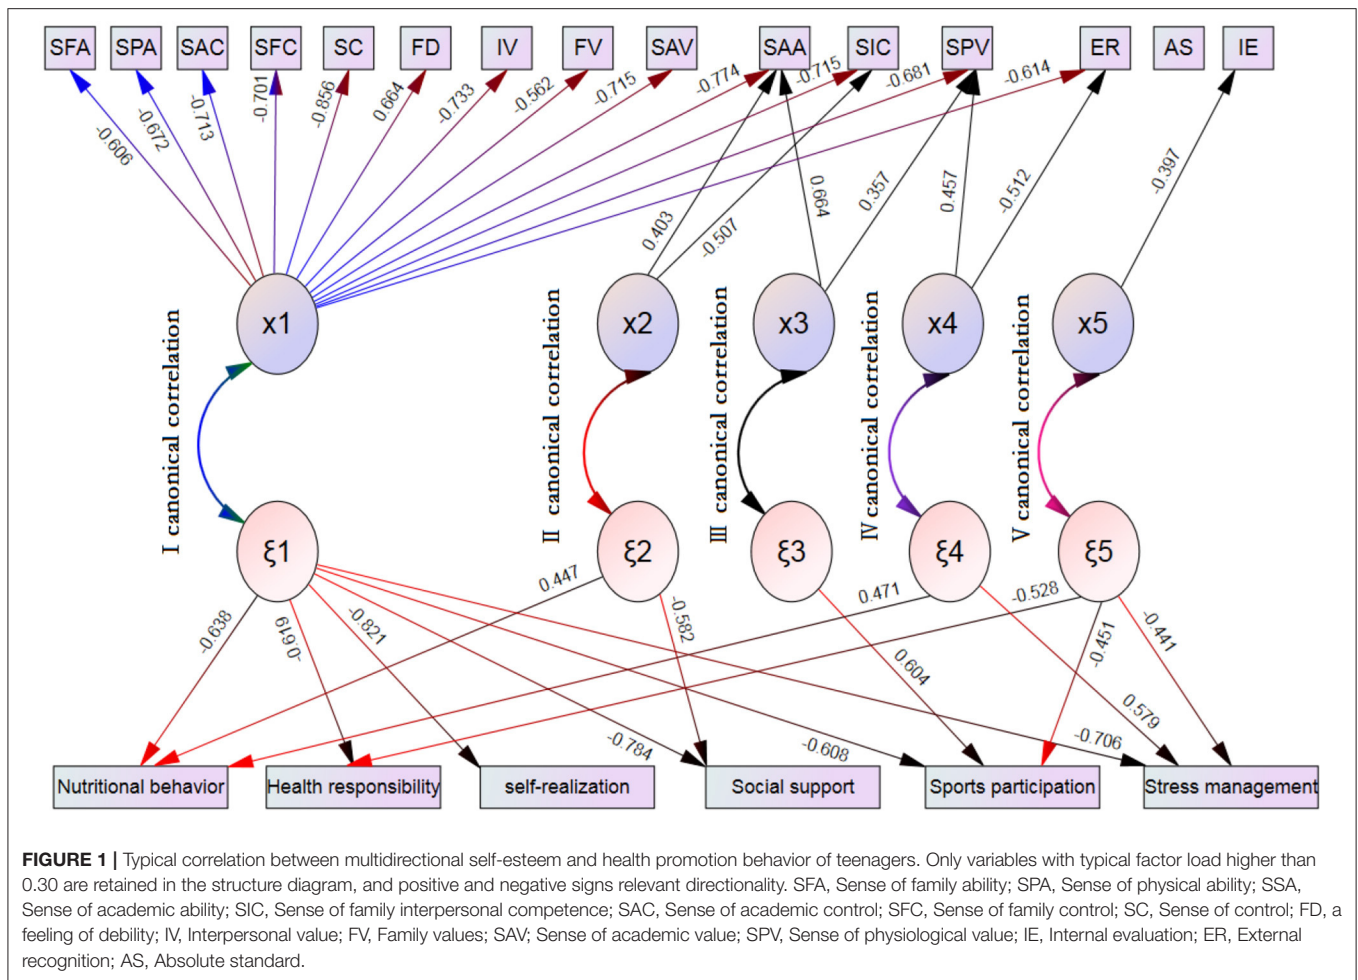 SFA SPA SAC SFC SC FD IV FV SAV SAA SIC SPV ER AS IE
-0.606 -0.672 -0.713 -0.701 -0.856 0.664 -0.733 -0.562 -0.715 -0.774 -0.715 -0.681 -0.614
0.403 -0.507 0.664 0.357 0.457 -0.512 -0.397
x1 x2 x3 x4 x5
I canonical correlation
II canonical correlation
III canonical correlation
IV canonical correlation
V canonical correlation
ξ1 ξ2 ξ3 ξ4 ξ5
-0.638 -0.619 -0.821 0.447 -0.582 0.604 0.471 -0.528 -0.451 -0.441
-0.784 -0.608 -0.706 0.579
Nutritional behavior Health responsibility self-realization Social support Sports participation Stress management
FIGURE 1 | Typical correlation between multidirectional self-esteem and health promotion behavior of teenagers. Only variables with typical factor load higher than
0.30 are retained in the structure diagram, and positive and negative signs relevant directionality. SFA, Sense of family ability; SPA, Sense of physical ability; SSA,
Sense of academic ability; SIC, Sense of family interpersonal competence; SAC, Sense of academic control; SFC, Sense of family control; SC, Sense of control; FD, a
feeling of debility; IV, Interpersonal value; FV, Family values; SAV; Sense of academic value; SPV, Sense of physiological value; IE, Internal evaluation; ER, External
recognition; AS, Absolute standard.